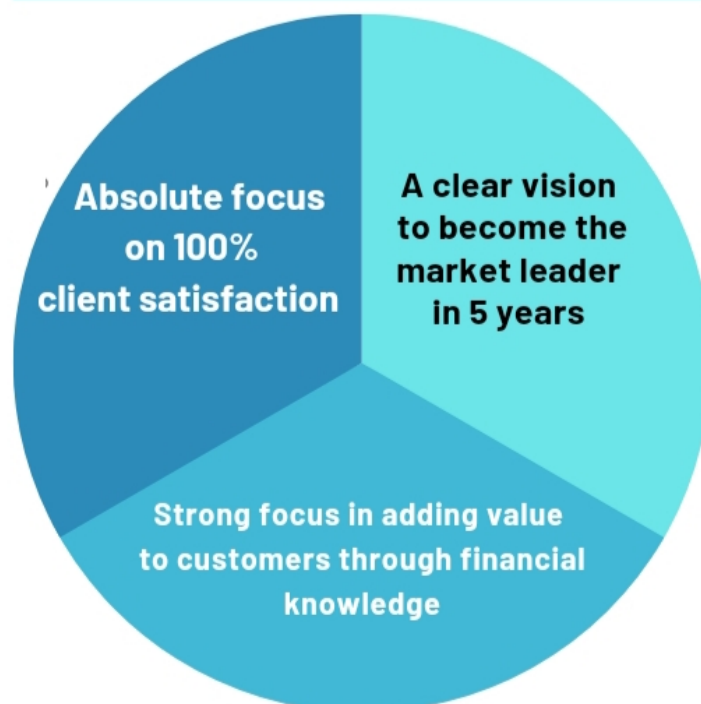 Absolute focus
on 100%
client satisfaction
A clear vision
to become the
market leader
in 5 years
Strong focus in adding value
to customers through financial
knowledge